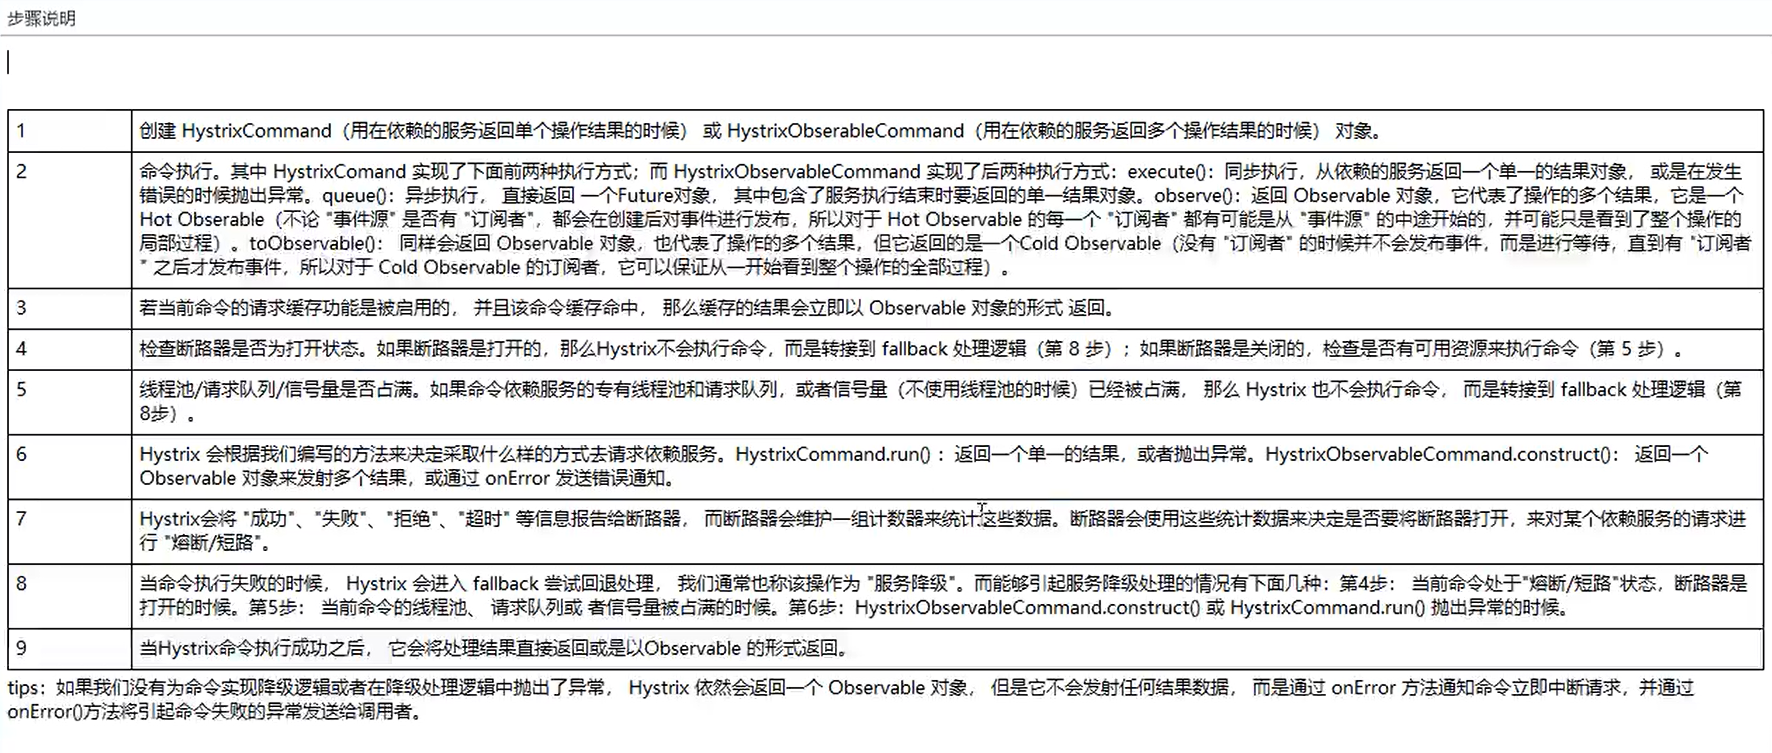 步骤说明
1 创建 HystrixCommand（用在依赖的服务返回单个操作结果的时候） 或 HystrixObserableCommand（用在依赖的服务返回多个操作结果的时候） 对象。
2 命令执行。其中 HystrixComand 实现了下面前两种执行方式；而 HystrixObservableCommand 实现了后两种执行方式：execute()：同步执行，从依赖的服务返回一个单一的结果对象， 或是在发生
错误的时候抛出异常。queue()：异步执行， 直接返回 一个Future对象， 其中包含了服务执行结束时要返回的单一结果对象。observe()：返回 Observable 对象，它代表了操作的多个结果，它是一个
Hot Obserable（不论 "事件源" 是否有 "订阅者"，都会在创建后对事件进行发布，所以对于 Hot Observable 的每一个 "订阅者" 都有可能是从 "事件源" 的中途开始的，并可能只是看到了整个操作的
局部过程）。toObservable()： 同样会返回 Observable 对象，也代表了操作的多个结果，但它返回的是一个Cold Observable（没有 "订阅者" 的时候并不会发布事件，而是进行等待，直到有 "订阅者
" 之后才发布事件，所以对于 Cold Observable 的订阅者，它可以保证从一开始看到整个操作的全部过程）。
3 若当前命令的请求缓存功能是被启用的， 并且该命令缓存命中， 那么缓存的结果会立即以 Observable 对象的形式 返回。
4 检查断路器是否为打开状态。如果断路器是打开的，那么Hystrix不会执行命令，而是转接到 fallback 处理逻辑（第 8 步）；如果断路器是关闭的，检查是否有可用资源来执行命令（第 5 步）。
5 线程池/请求队列/信号量是否占满。如果命令依赖服务的专有线程池和请求队列，或者信号量（不使用线程池的时候）已经被占满， 那么 Hystrix 也不会执行命令， 而是转接到 fallback 处理逻辑（第
8步）。
6 Hystrix 会根据我们编写的方法来决定采取什么样的方式去请求依赖服务。HystrixCommand.run() ：返回一个单一的结果，或者抛出异常。HystrixObservableCommand.construct()： 返回一个
Observable 对象来发射多个结果，或通过 onError 发送错误通知。
7 Hystrix会将 "成功"、"失败"、"拒绝"、"超时" 等信息报告给断路器， 而断路器会维护一组计数器来统计这些数据。断路器会使用这些统计数据来决定是否要将断路器打开，来对某个依赖服务的请求进
行 "熔断/短路"。
8 当命令执行失败的时候， Hystrix 会进入 fallback 尝试回退处理， 我们通常也称该操作为 "服务降级"。而能够引起服务降级处理的情况有下面几种：第4步： 当前命令处于"熔断/短路"状态，断路器是
打开的时候。第5步： 当前命令的线程池、 请求队列或 者信号量被占满的时候。第6步：HystrixObservableCommand.construct() 或 HystrixCommand.run() 抛出异常的时候。
9 当Hystrix命令执行成功之后， 它会将处理结果直接返回或是以Observable 的形式返回。
tips：如果我们没有为命令实现降级逻辑或者在降级处理逻辑中抛出了异常， Hystrix 依然会返回一个 Observable 对象， 但是它不会发射任何结果数据， 而是通过 onError 方法通知命令立即中断请求，并通过
onError()方法将引起命令失败的异常发送给调用者。